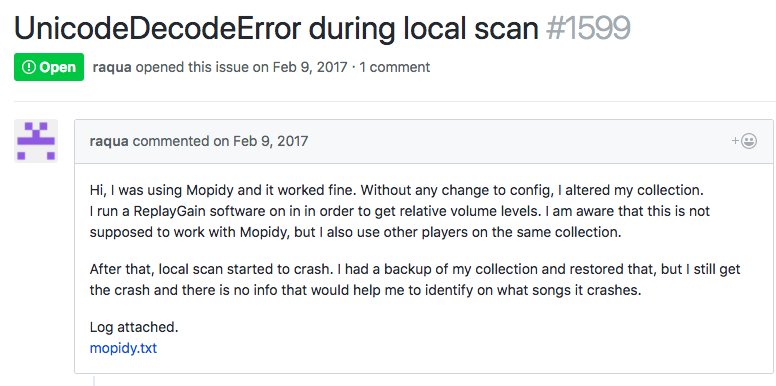 UnicodeDecodeError during local scan #1599
Open raqua opened this issue on Feb 9, 2017 · 1 comment
raqua commented on Feb 9, 2017
Hi, I was using Mopidy and it worked fine. Without any change to config, I altered my collection.
I run a ReplayGain software on in in order to get relative volume levels. I am aware that this is not
supposed to work with Mopidy, but I also use other players on the same collection.
After that, local scan started to crash. I had a backup of my collection and restored that, but I still get
the crash and there is no info that would help me to identify on what songs it crashes.
Log attached.
mopidy.txt